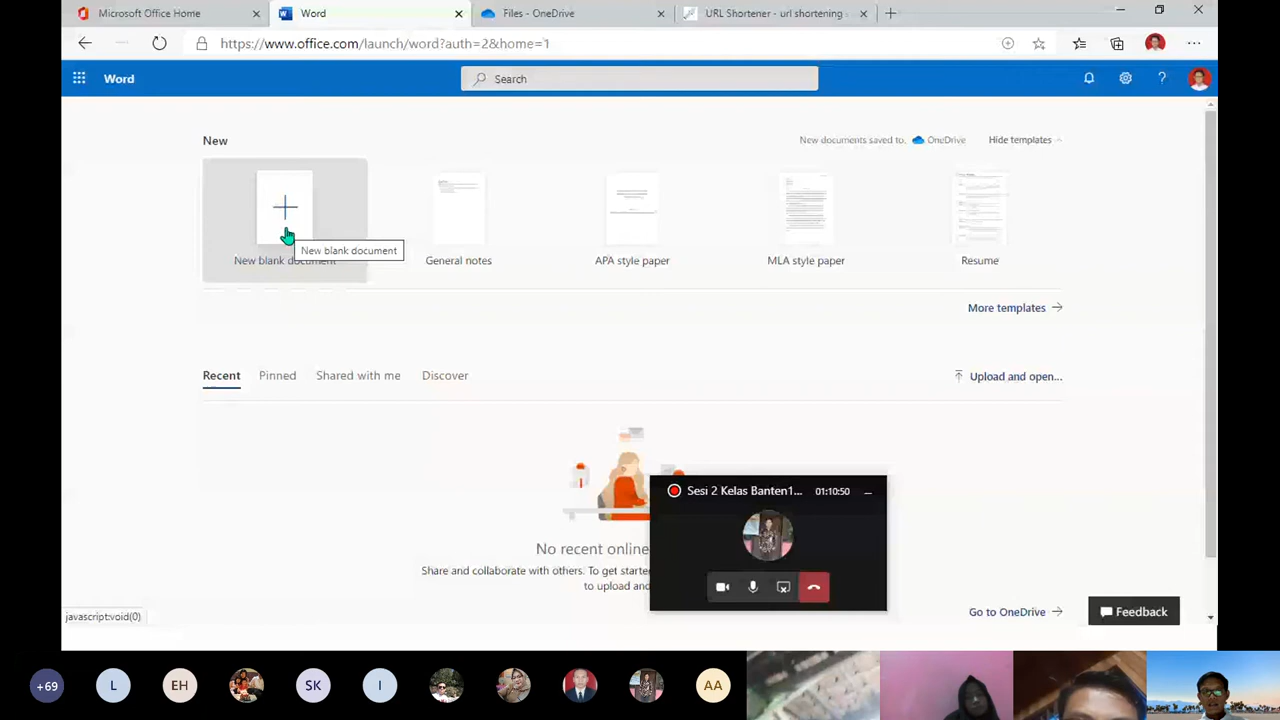 Microsoft Office Home
Word
Files - OneDrive
URL Shortener - url shortening
https://www.office.com/launch/word?auth=2&home=1
Word
Search
New
New documents saved to.
OneDrive
Hide templates
New blank document
New blank document
General notes
APA style paper
MLA style paper
Resume
More templates
Recent
Pinned
Shared with me
Discover
Upload and open...
Sesi 2 Kelas Banten1...
01:10:50
No recent online
Share and collaborate with others. To get starte
to upload and
javascript:void(0)
Go to OneDrive
Feedback
+69
L
EH
SK
I
AA